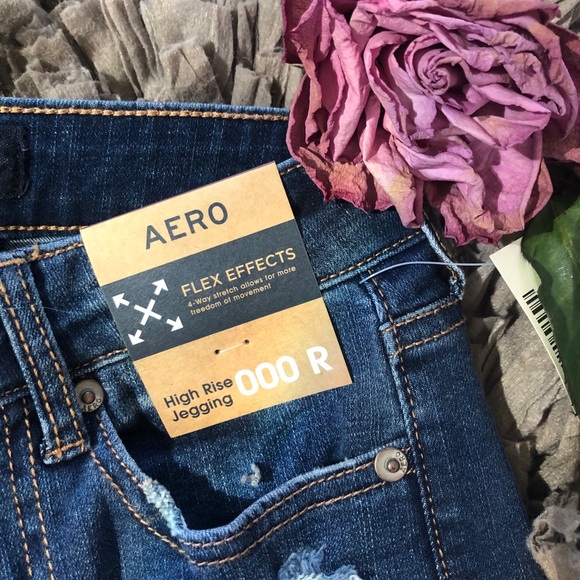 AERO
FLEX EFFECTS
4-Way stretch allows for more
freedom of movement
High Rise
Jegging
000 R